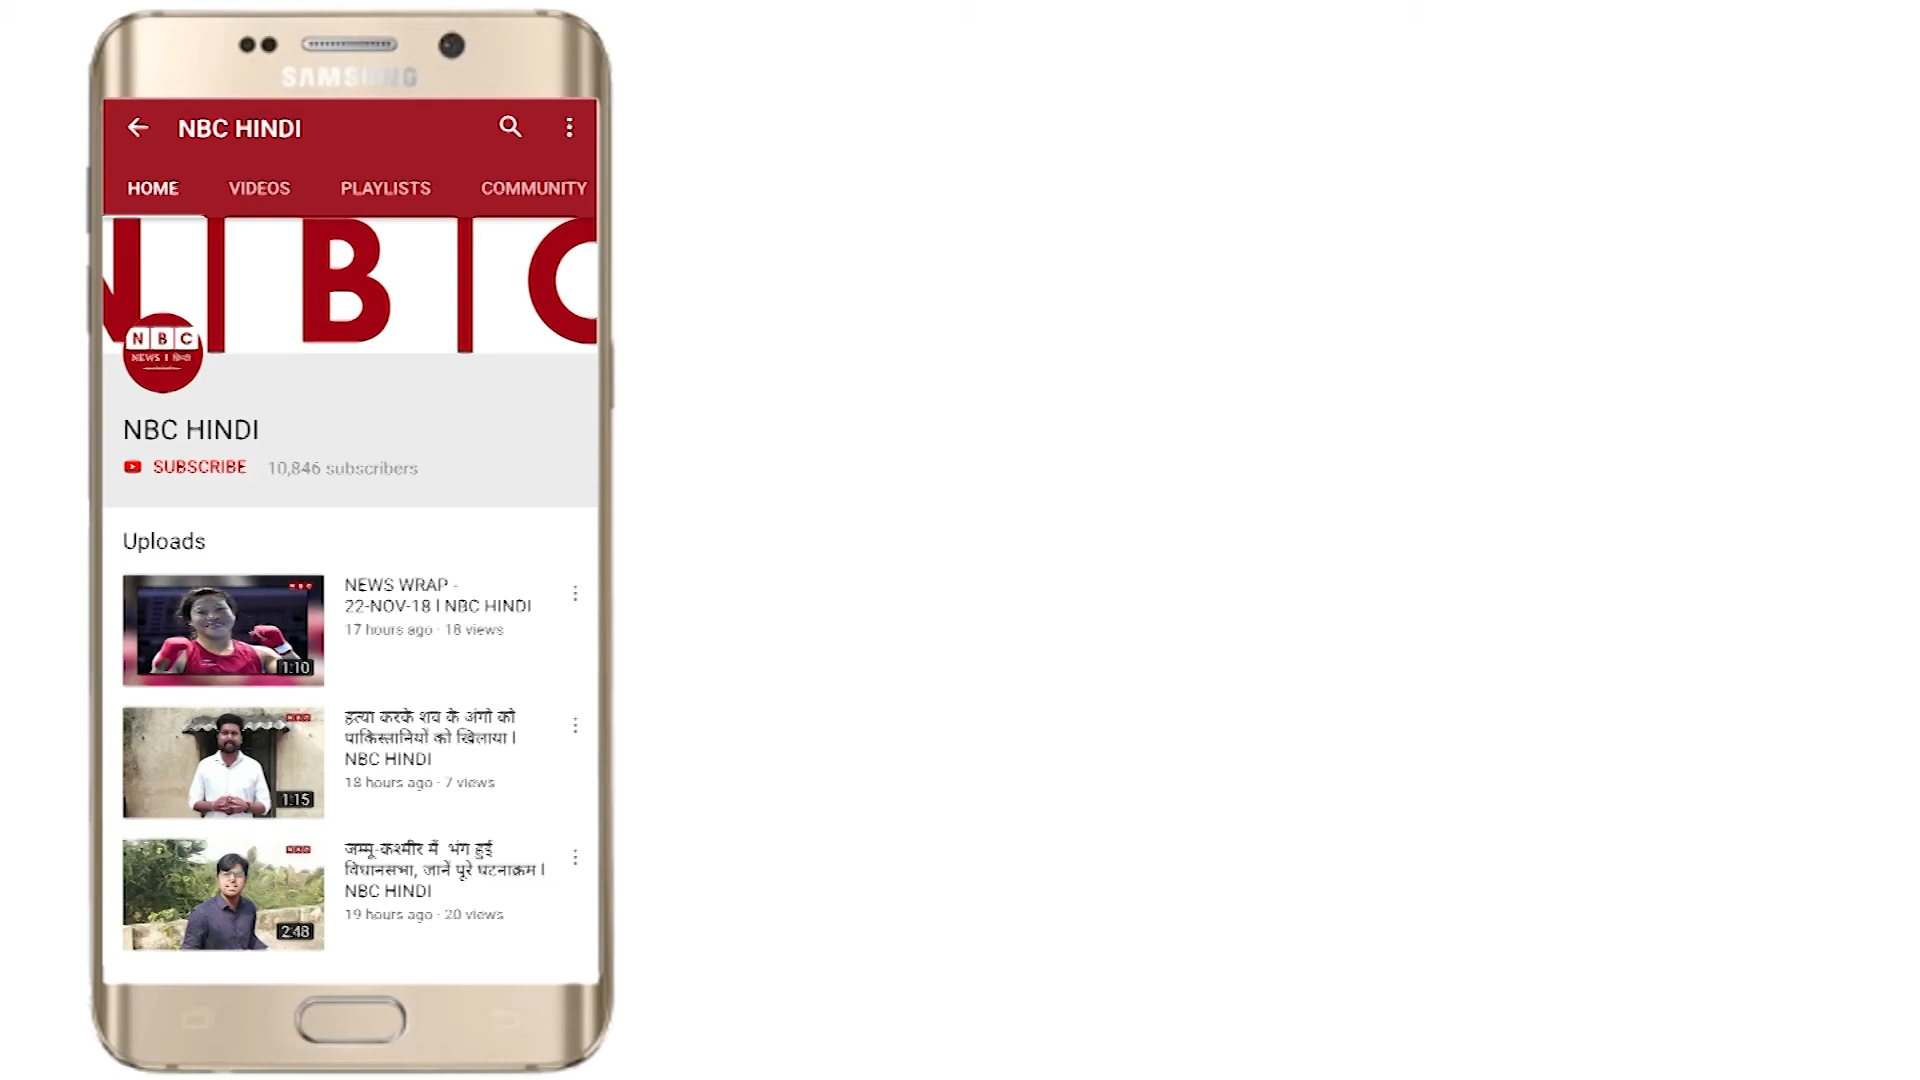 SAMSUNG
NBC HINDI
HOME VIDEOS PLAYLISTS COMMUNITY
N B C
N B C
NEWS | हिन्दी
NBC HINDI
SUBSCRIBE 10,846 subscribers
Uploads
NEWS WRAP -
22-NOV-18 I NBC HINDI
17 hours ago · 18 views
1:10
हत्या करके शव के अंगों को
पाकिस्तानियों को खिलाया I
NBC HINDI
18 hours ago · 7 views
1:15
जम्मू-कश्मीर में भंग हुई
विधानसभा, जानें पूरे घटनाक्रम I
NBC HINDI
19 hours ago · 20 views
2:48